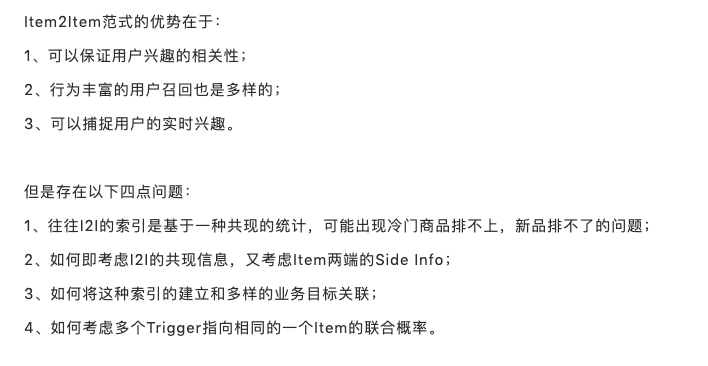 Item2Item范式的优势在于：
1、可以保证用户兴趣的相关性；
2、行为丰富的用户召回也是多样的；
3、可以捕捉用户的实时兴趣。
但是存在以下四点问题：
1、往往I2I的索引是基于一种共现的统计，可能出现冷门商品排不上，新品排不了的问题；
2、如何即考虑I2I的共现信息，又考虑Item两端的Side Info；
3、如何将这种索引的建立和多样的业务目标关联；
4、如何考虑多个Trigger指向相同的一个Item的联合概率。